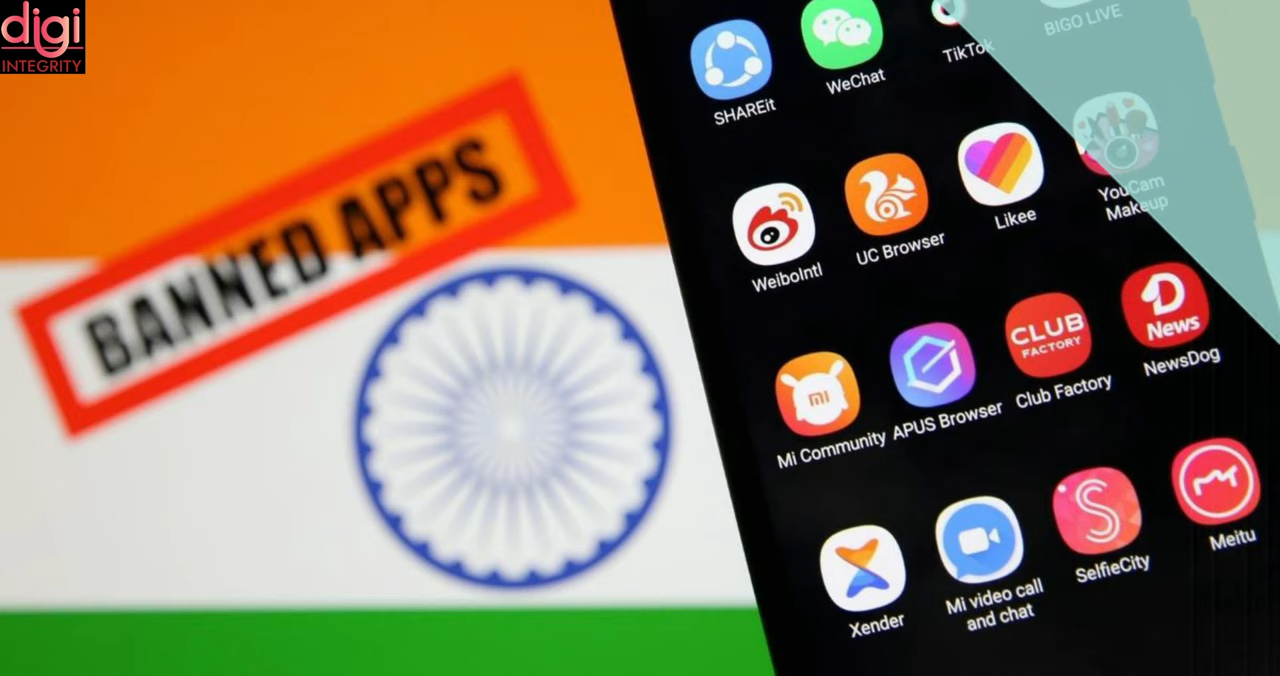 digi
INTEGRITY
BANNED APPS
SHAREit
WeChat
TikTok
BIGO LIVE
WeiboIntl
UC Browser
Likee
YouCam
Makeup
mi
Mi Community
APUS Browser
CLUB
FACTORY
Club Factory
News
NewsDog
Xender
Mi video call
and chat
SelfieCity
Meitu